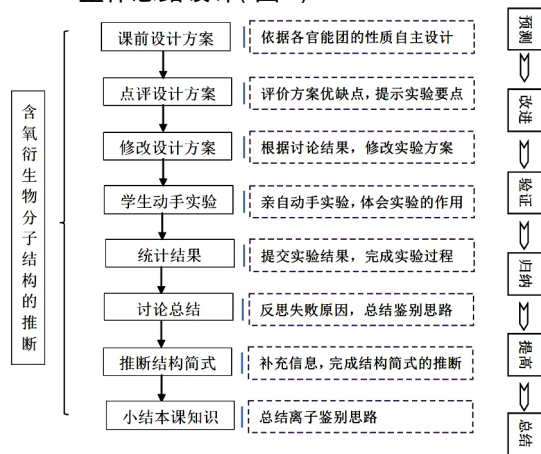 含氧衍生物分子结构的推断
课前设计方案
依据各官能团的性质自主设计
点评设计方案
评价方案优缺点,提示实验要点
修改设计方案
根据讨论结果,修改实验方案
学生动手实验
亲自动手实验,体会实验的作用
统计结果
提交实验结果,完成实验过程
讨论总结
反思失败原因,总结鉴别思路
推断结构简式
补充信息,完成结构简式的推断
小结本课知识
总结离子鉴别思路
预测
改进
验证
归纳
提高
总结